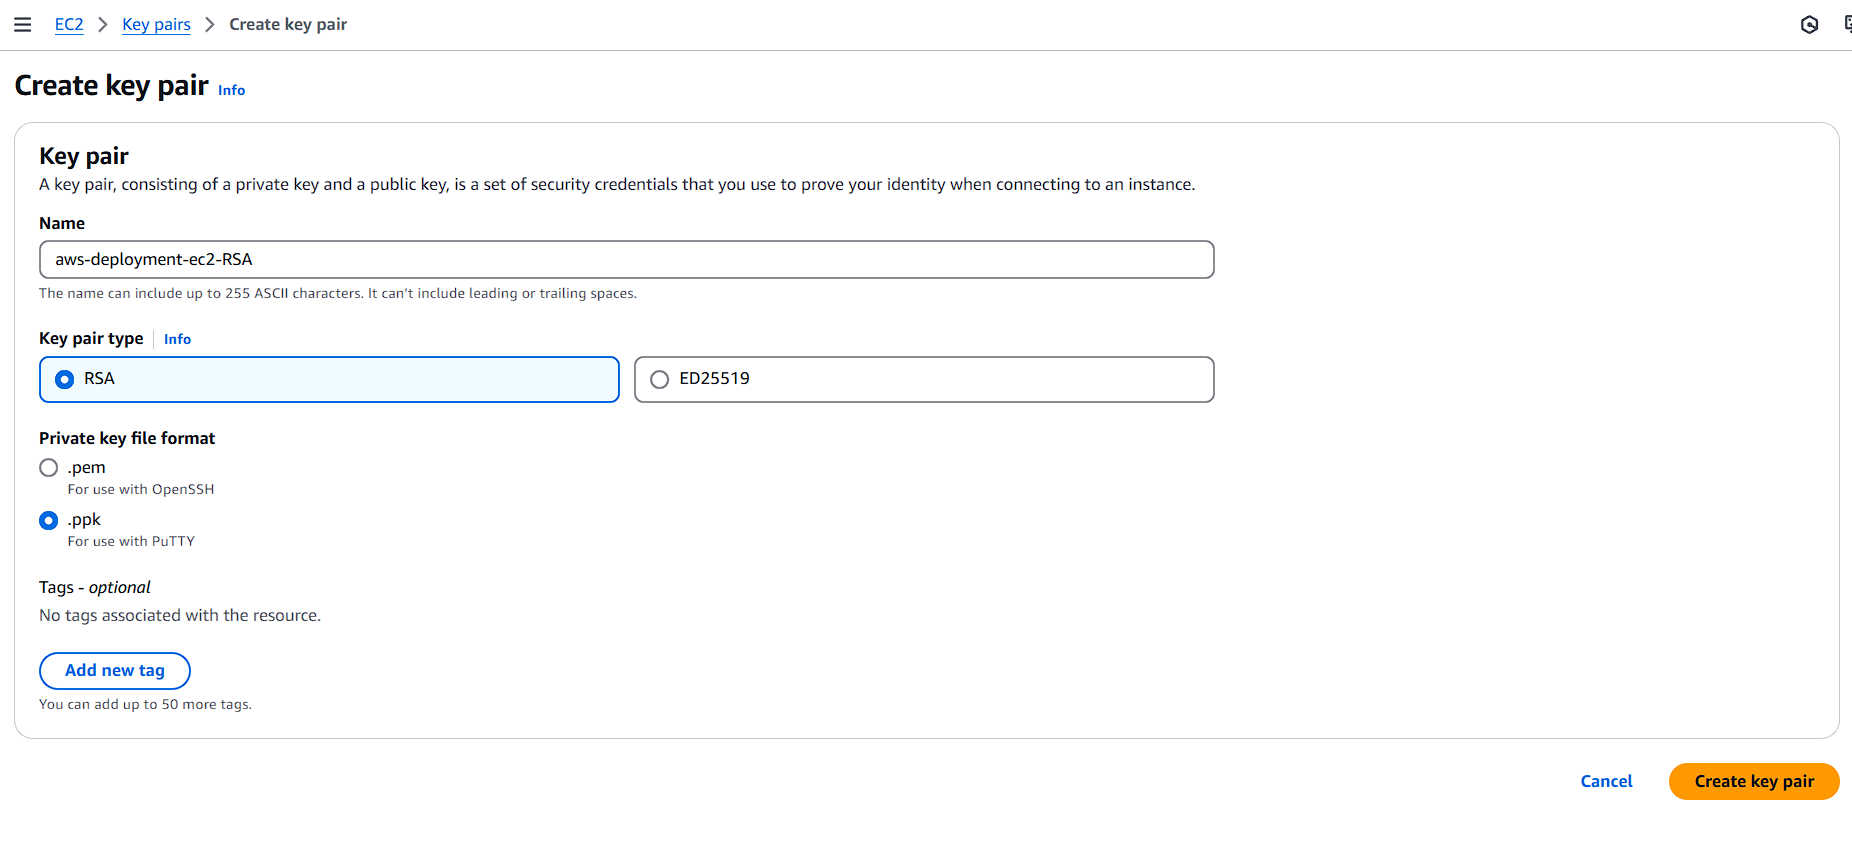 EC2 > Key pairs > Create key pair
Create key pair Info
Key pair
A key pair, consisting of a private key and a public key, is a set of security credentials that you use to prove your identity when connecting to an instance.
Name
aws-deployment-ec2-RSA
The name can include up to 255 ASCII characters. It can’t include leading or trailing spaces.
Key pair type Info
RSA ED25519
Private key file format
.pem
For use with OpenSSH
.ppk
For use with PuTTY
Tags - optional
No tags associated with the resource.
Add new tag
You can add up to 50 more tags.
Cancel Create key pair